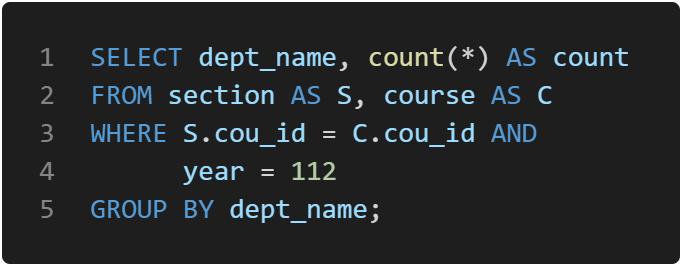 1 SELECT dept_name, count(*) AS count
2 FROM section AS S, course AS C
3 WHERE S.cou_id = C.cou_id AND
4 year = 112
5 GROUP BY dept_name;